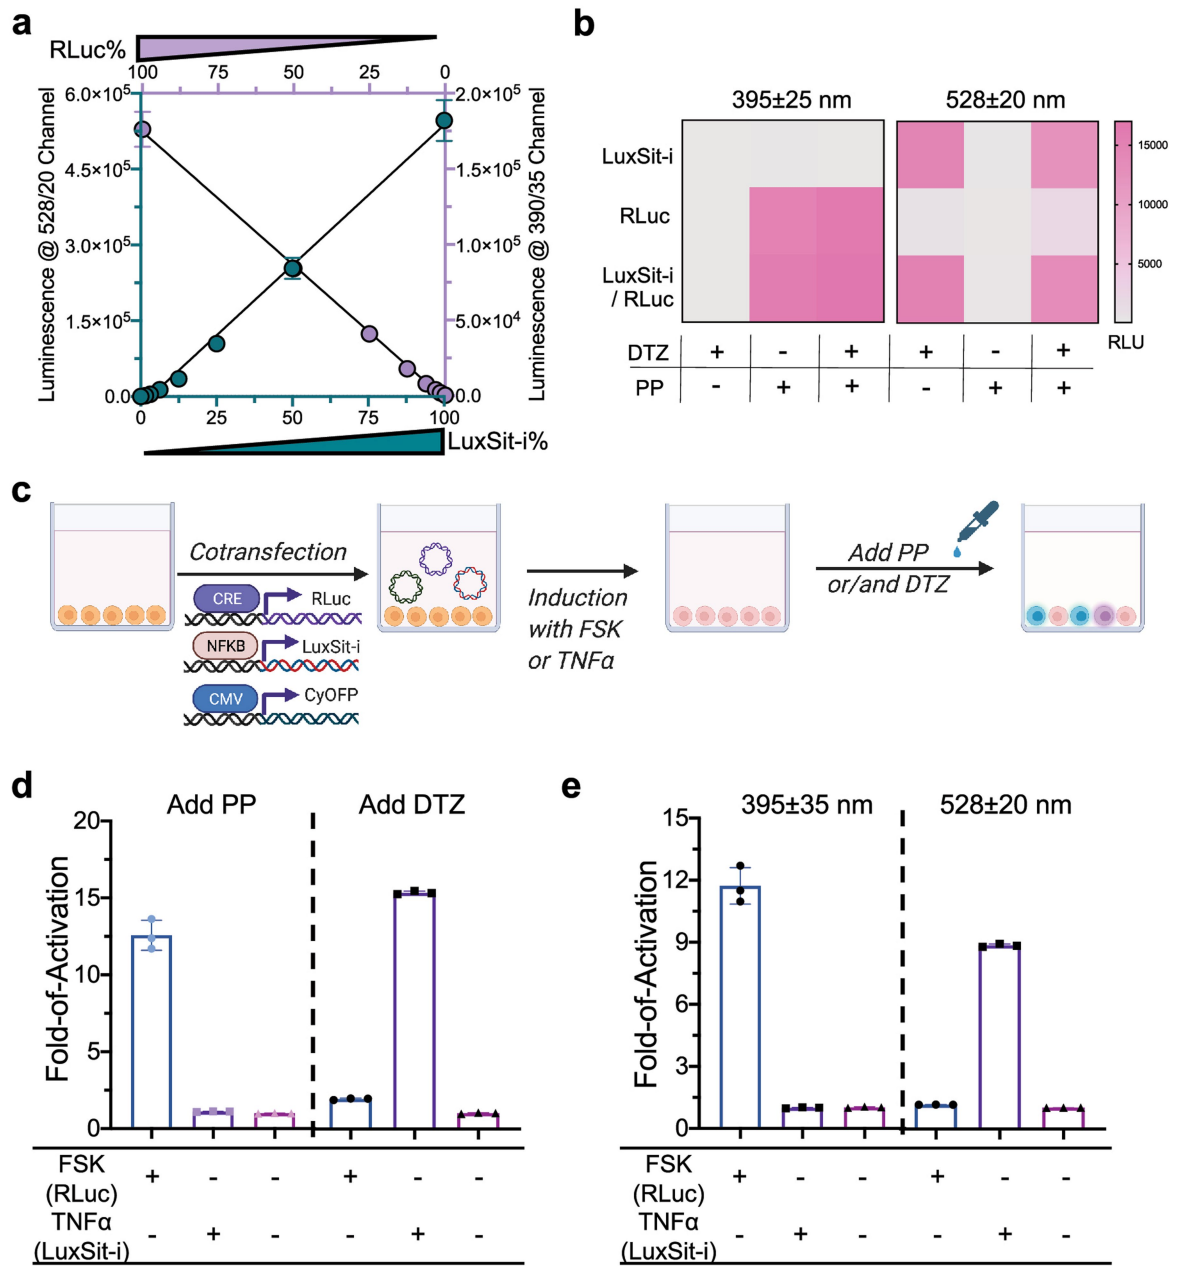 a
RLuc%
100 75 50 25 0
6.0×10⁵
4.5×10⁵
3.0×10⁵
1.5×10⁵
0.0
Luminescence @ 528/20 Channel
2.0×10⁵
1.5×10⁵
1.0×10⁵
5.0×10⁴
0.0
Luminescence @ 390/35 Channel
0 25 50 75 100
LuxSit-i%
b
395±25 nm 528±20 nm
LuxSit-i
RLuc
LuxSit-i
/ RLuc
15000
10000
5000
RLU
DTZ + - + + - +
PP - + + - + +
c
Cotransfection
CRE RLuc
NFKB LuxSit-i
CMV CyOFP
Induction
with FSK
or TNFα
Add PP
or/and DTZ
d
Add PP Add DTZ
20
15
10
5
0
Fold-of-Activation
FSK
(RLuc)
+ - - + - -
TNFα
(LuxSit-i)
- + - - + -
e
395±35 nm 528±20 nm
15
12
9
6
3
0
Fold-of-Activation
FSK
(RLuc)
+ - - + - -
TNFα
(LuxSit-i)
- + - - + -